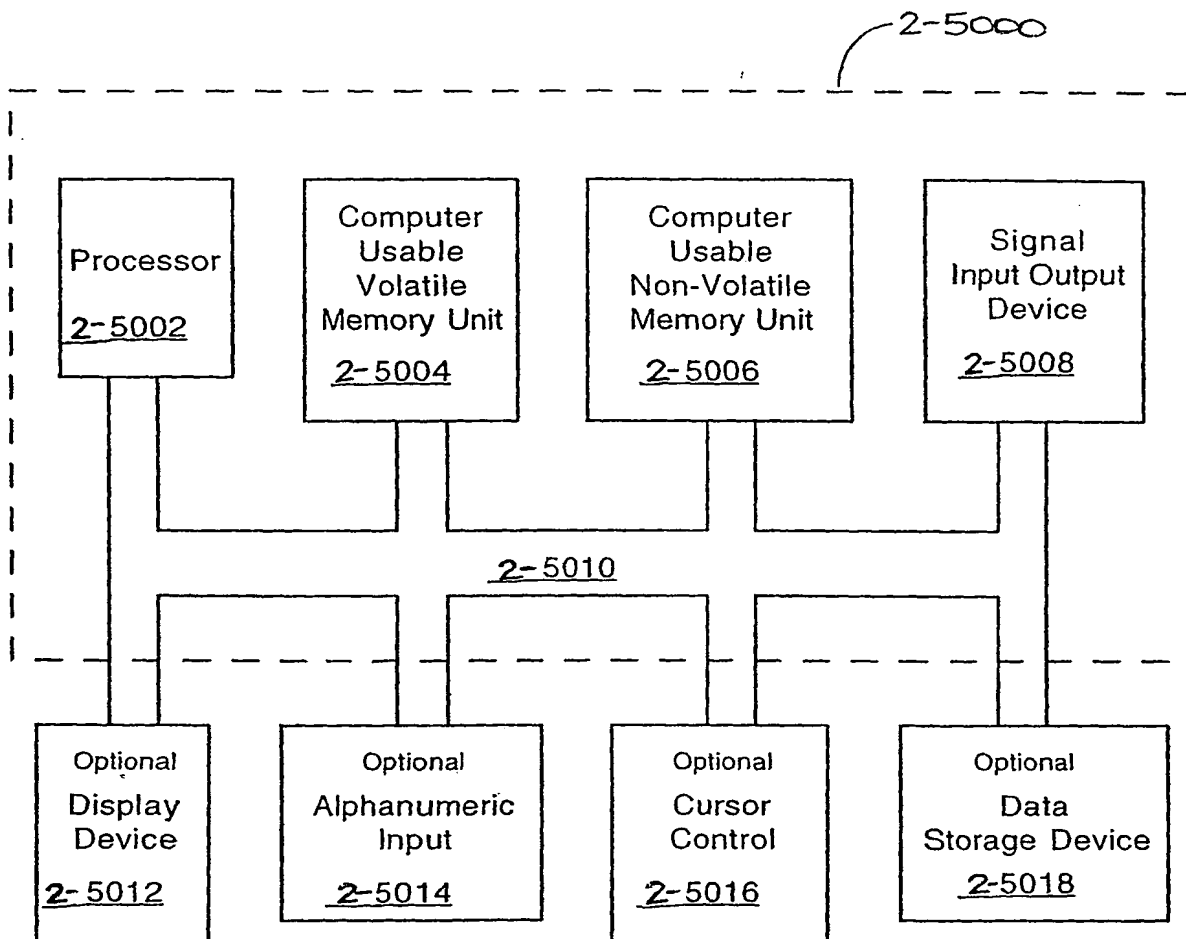 2-5000
Processor
2-5002
Computer
Usable
Volatile
Memory Unit
2-5004
Computer
Usable
Non-Volatile
Memory Unit
2-5006
Signal
Input Output
Device
2-5008
2-5010
Optional
Display
Device
2-5012
Optional
Alphanumeric
Input
2-5014
Optional
Cursor
Control
2-5016
Optional
Data
Storage Device
2-5018